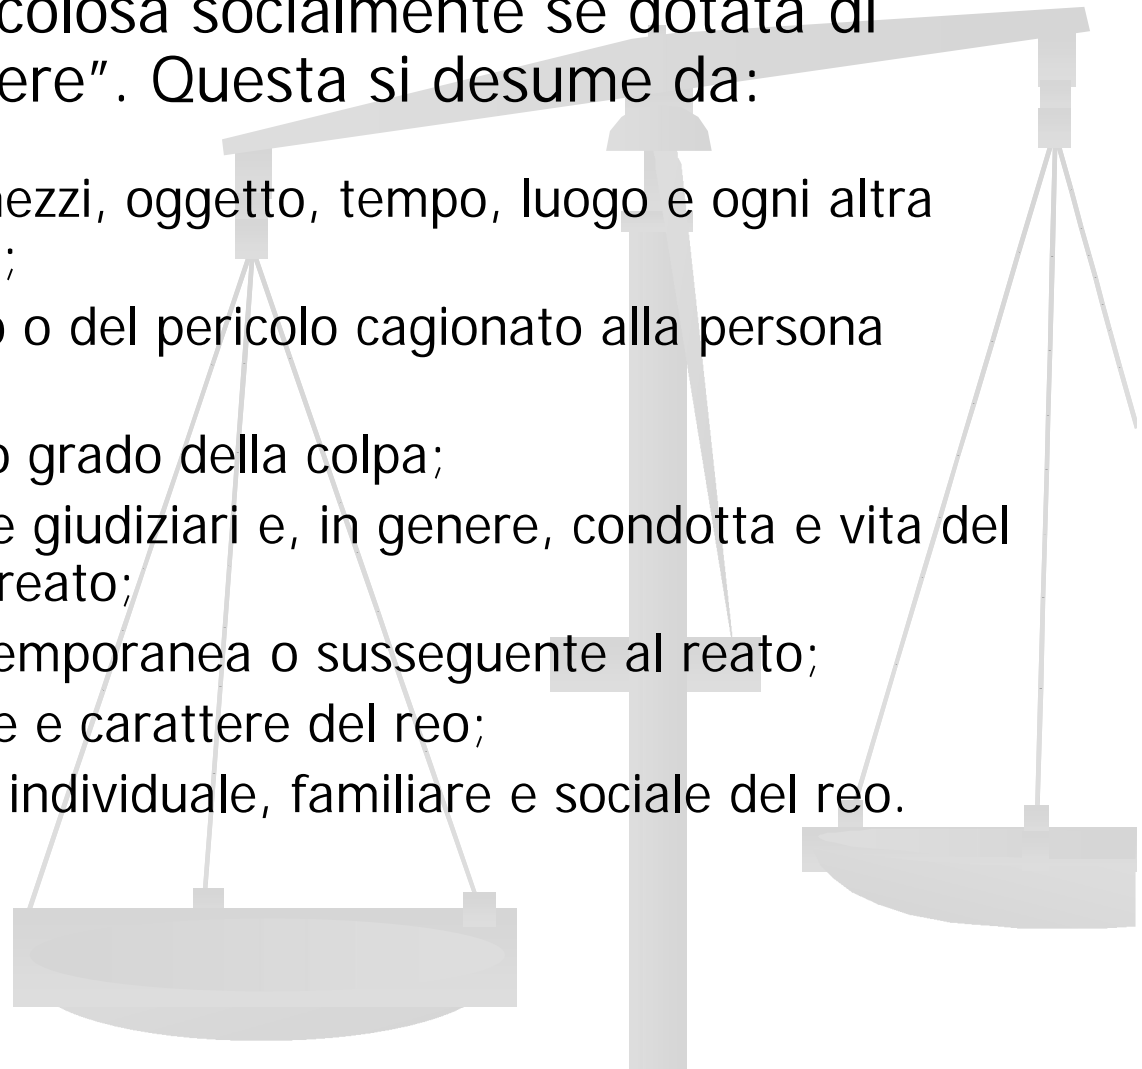 colosa socialmente se dotata di
ere”. Questa si desume da:
ezzi, oggetto, tempo, luogo e ogni altra
;
o del pericolo cagionato alla persona
grado della colpa;
e giudiziari e, in genere, condotta e vita del
reato;
emporanea o susseguente al reato;
e e carattere del reo;
individuale, familiare e sociale del reo.